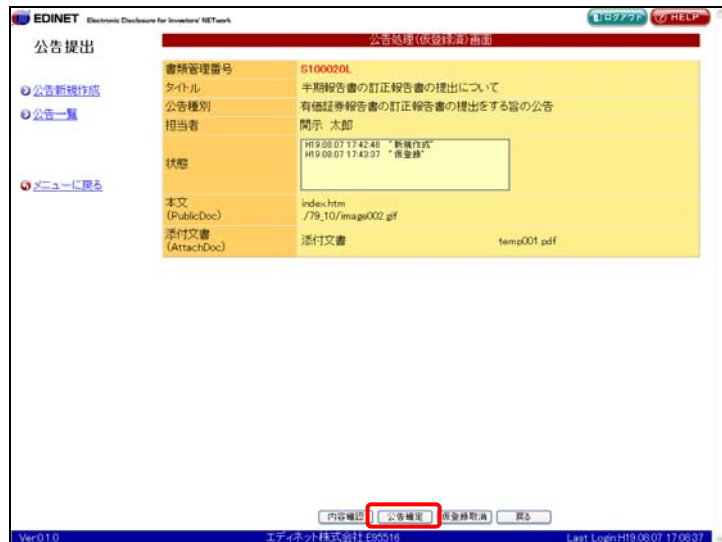 EDINET Electronic Disclosure for Investors' NETwork
ログアウト
HELP
公告提出
公告処理(仮登録済)画面
公告新規作成
公告一覧
メニューに戻る
書類管理番号 S100020L
タイトル 半期報告書の訂正報告書の提出について
公告種別 有価証券報告書の訂正報告書の提出をする旨の公告
担当者 開示 太郎
状態
H19.08.07 17:42:48 "新規作成"
H19.08.07 17:43:37 "仮登録"
本文
(PublicDoc)
index.htm
./79_10/image002.gif
添付文書
(AttachDoc)
添付文書 temp001.pdf
内容確認 公告確定 仮登録取消 戻る
Ver.0.1.0 エディネット株式会社 E95516 Last Login:H19.08.07 17:08:37